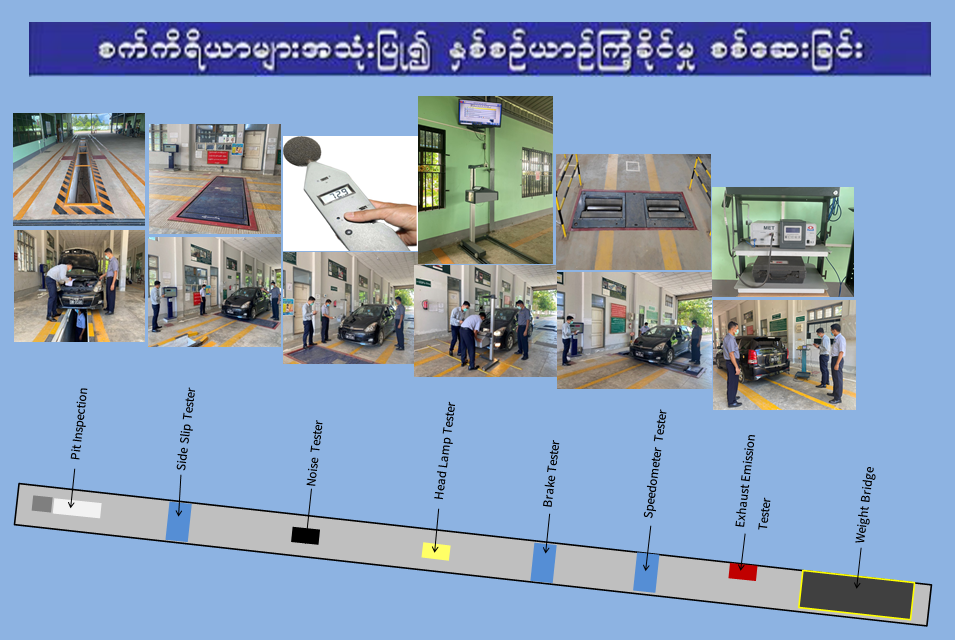 စက်ကိရိယာများအသုံးပြု၍ နှစ်စဉ်ယာဉ်ကြံ့ခိုင်မှု စစ်ဆေးခြင်း
Pit Inspection
Side Slip Tester
Noise Tester
Head Lamp Tester
Brake Tester
Speedometer Tester
Exhaust Emission
Tester
Weight Bridge
MET